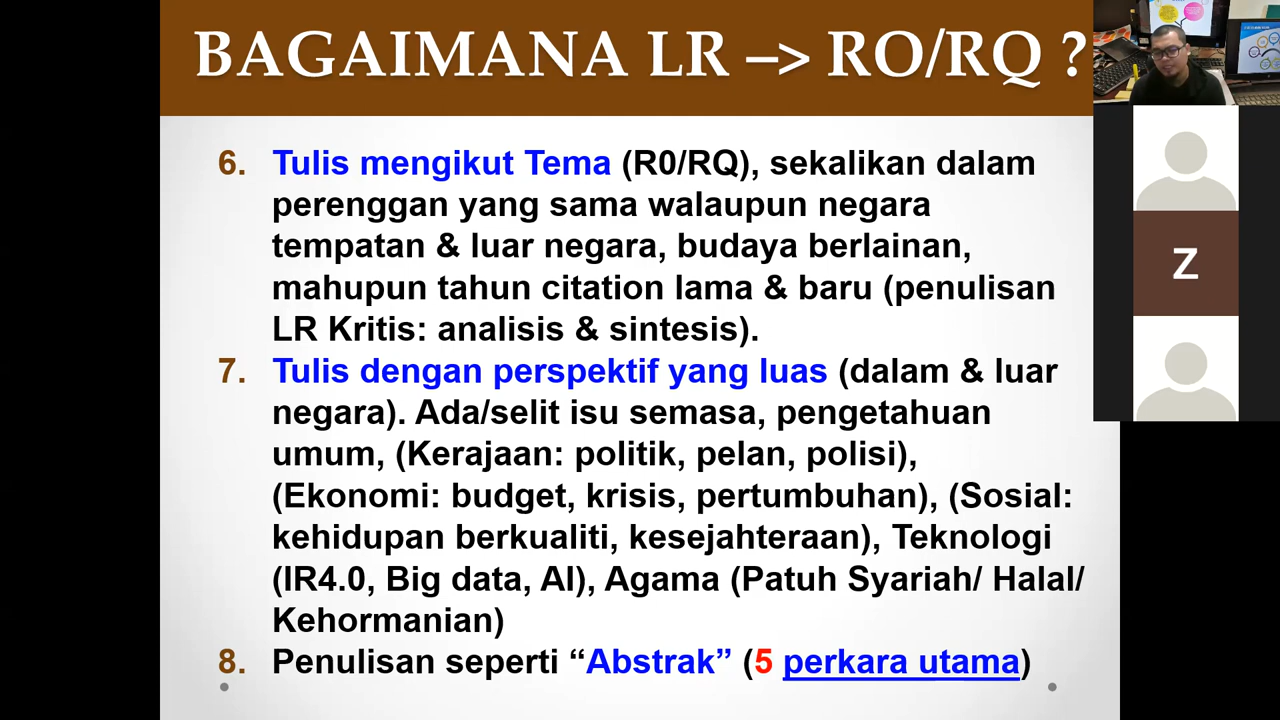 BAGAIMANA LR –> RO/RQ ?
6. Tulis mengikut Tema (R0/RQ), sekalikan dalam
perenggan yang sama walaupun negara
tempatan & luar negara, budaya berlainan,
mahupun tahun citation lama & baru (penulisan
LR Kritis: analisis & sintesis).
7. Tulis dengan perspektif yang luas (dalam & luar
negara). Ada/selit isu semasa, pengetahuan
umum, (Kerajaan: politik, pelan, polisi),
(Ekonomi: budget, krisis, pertumbuhan), (Sosial:
kehidupan berkualiti, kesejahteraan), Teknologi
(IR4.0, Big data, AI), Agama (Patuh Syariah/ Halal/
Kehormanian)
8. Penulisan seperti “Abstrak” (5 perkara utama)
Z